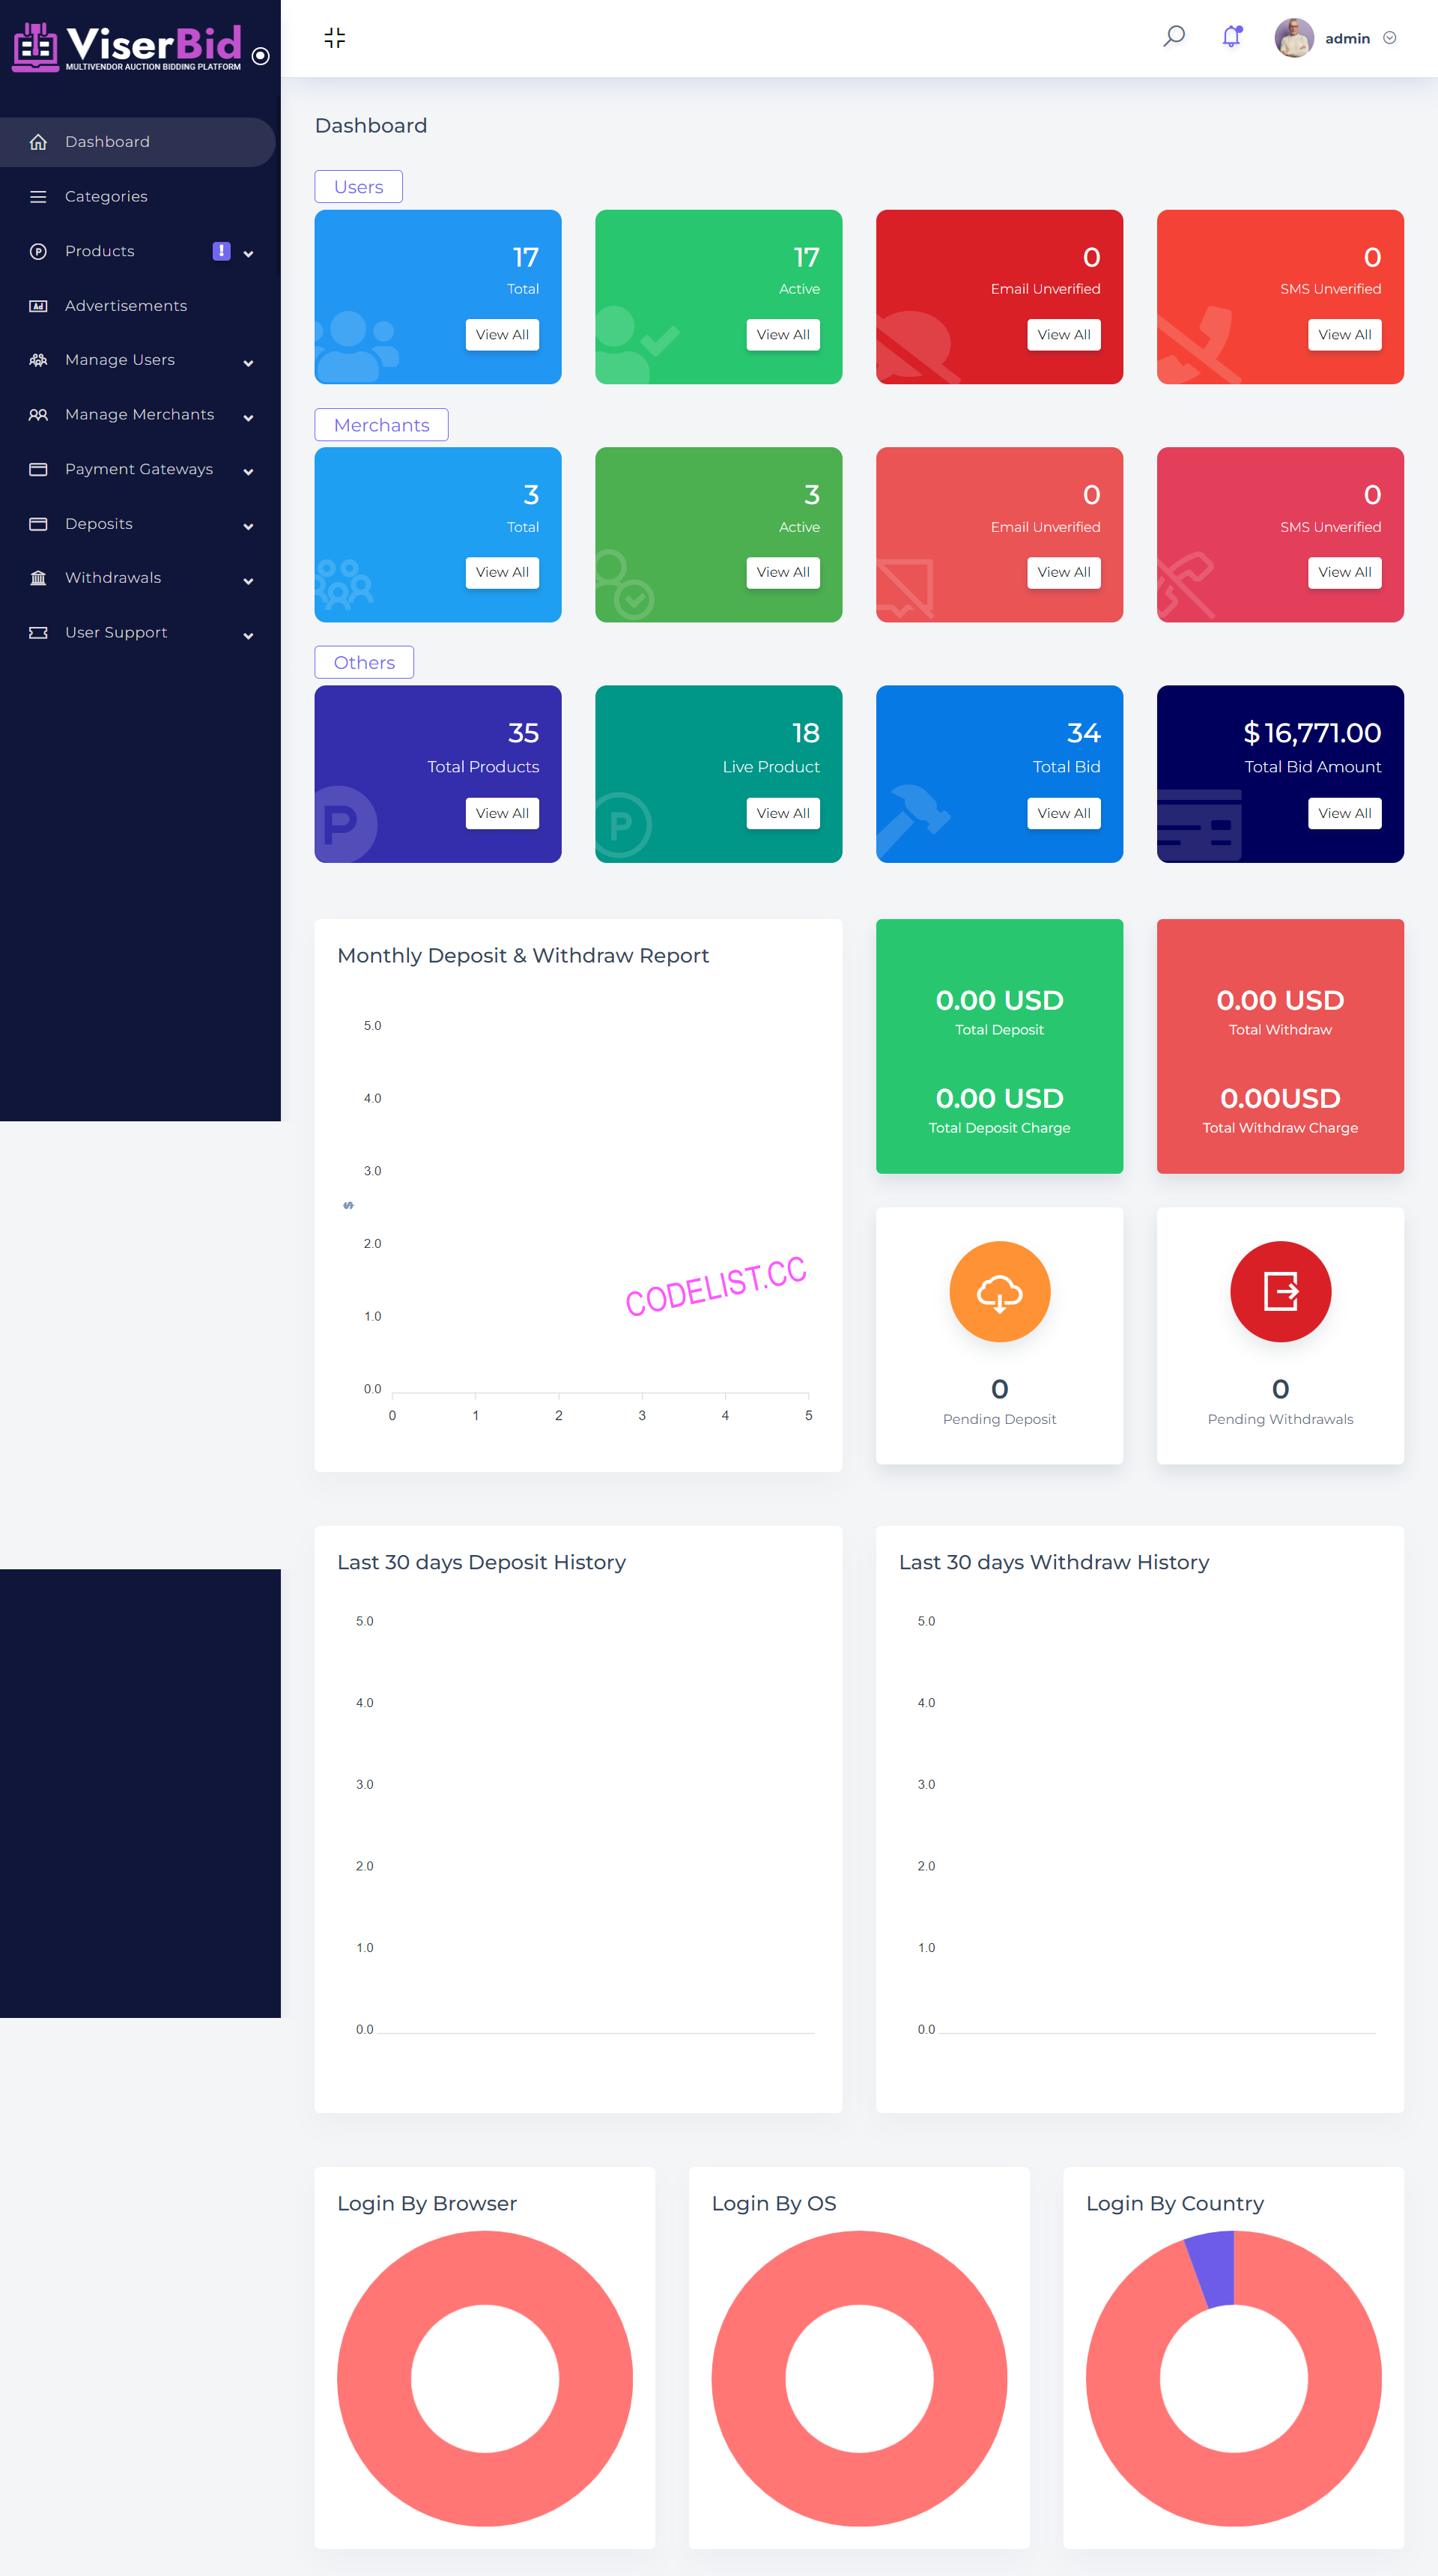 ViserBid
MULTIVENDOR AUCTION BIDDING PLATFORM
admin
Dashboard
Categories
Products
!
Advertisements
Manage Users
Manage Merchants
Payment Gateways
Deposits
Withdrawals
User Support
Dashboard
Users
17
Total
View All
17
Active
View All
0
Email Unverified
View All
0
SMS Unverified
View All
Merchants
3
Total
View All
3
Active
View All
0
Email Unverified
View All
0
SMS Unverified
View All
Others
35
Total Products
View All
18
Live Product
View All
34
Total Bid
View All
$ 16,771.00
Total Bid Amount
View All
Monthly Deposit & Withdraw Report
5.0
4.0
3.0
$
2.0
1.0
0.0
0 1 2 3 4 5
CODELIST.CC
0.00 USD
Total Deposit
0.00 USD
Total Deposit Charge
0.00 USD
Total Withdraw
0.00USD
Total Withdraw Charge
0
Pending Deposit
0
Pending Withdrawals
Last 30 days Deposit History
5.0
4.0
3.0
2.0
1.0
0.0
Last 30 days Withdraw History
5.0
4.0
3.0
2.0
1.0
0.0
Login By Browser
Login By OS
Login By Country